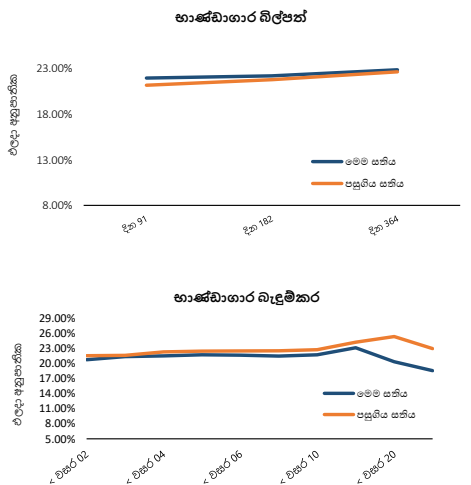 භාණ්ඩාගාර බිල්පත්
ඵලදා අනුපාතික
23.00%
18.00%
13.00%
8.00%
මෙම සතිය
පසුගිය සතිය
දින 91
දින 182
දින 364
භාණ්ඩාගාර බැඳුම්කර
ඵලදා අනුපාතික
29.00%
26.00%
23.00%
20.00%
17.00%
14.00%
11.00%
8.00%
5.00%
මෙම සතිය
පසුගිය සතිය
වසර 02
වසර 04
වසර 06
වසර 10
වසර 20